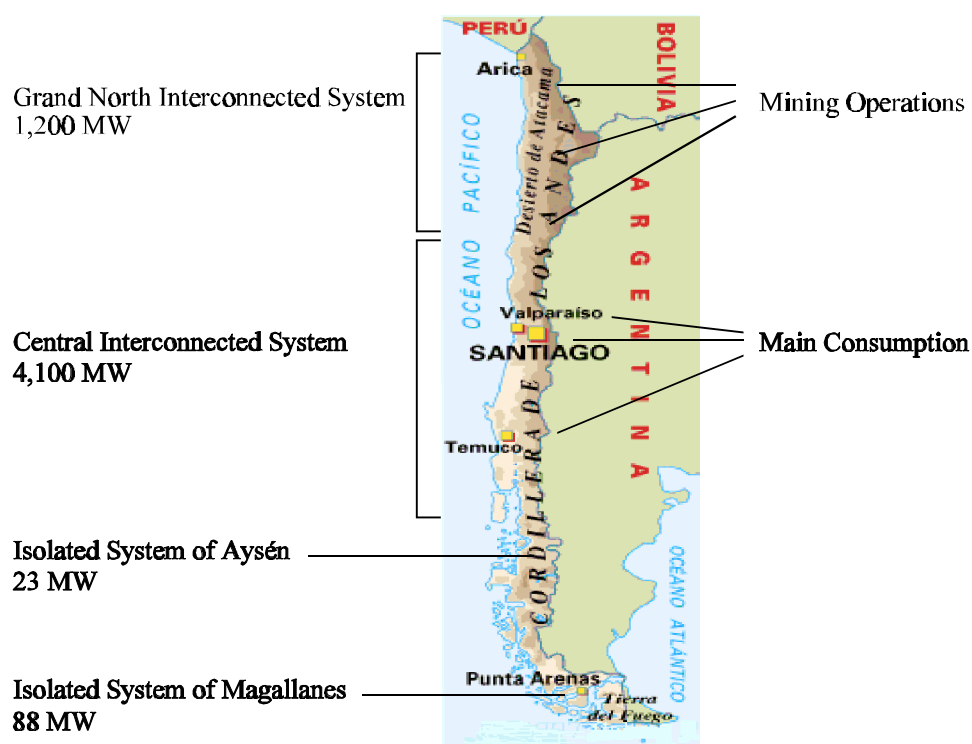 PERÚ
BOLIVIA
Arica
Grand North Interconnected System
1,200 MW
Mining Operations
Desierto de Atacama
OCÉANO PACÍFICO
ARGENTINA
CORDILLERA DE LOS ANDES
Valparaíso
SANTIAGO
Central Interconnected System
4,100 MW
Main Consumption
Temuco
Isolated System of Aysén
23 MW
OCÉANO ATLÁNTICO
Isolated System of Magallanes
88 MW
Punta Arenas
Tierra
del Fuego